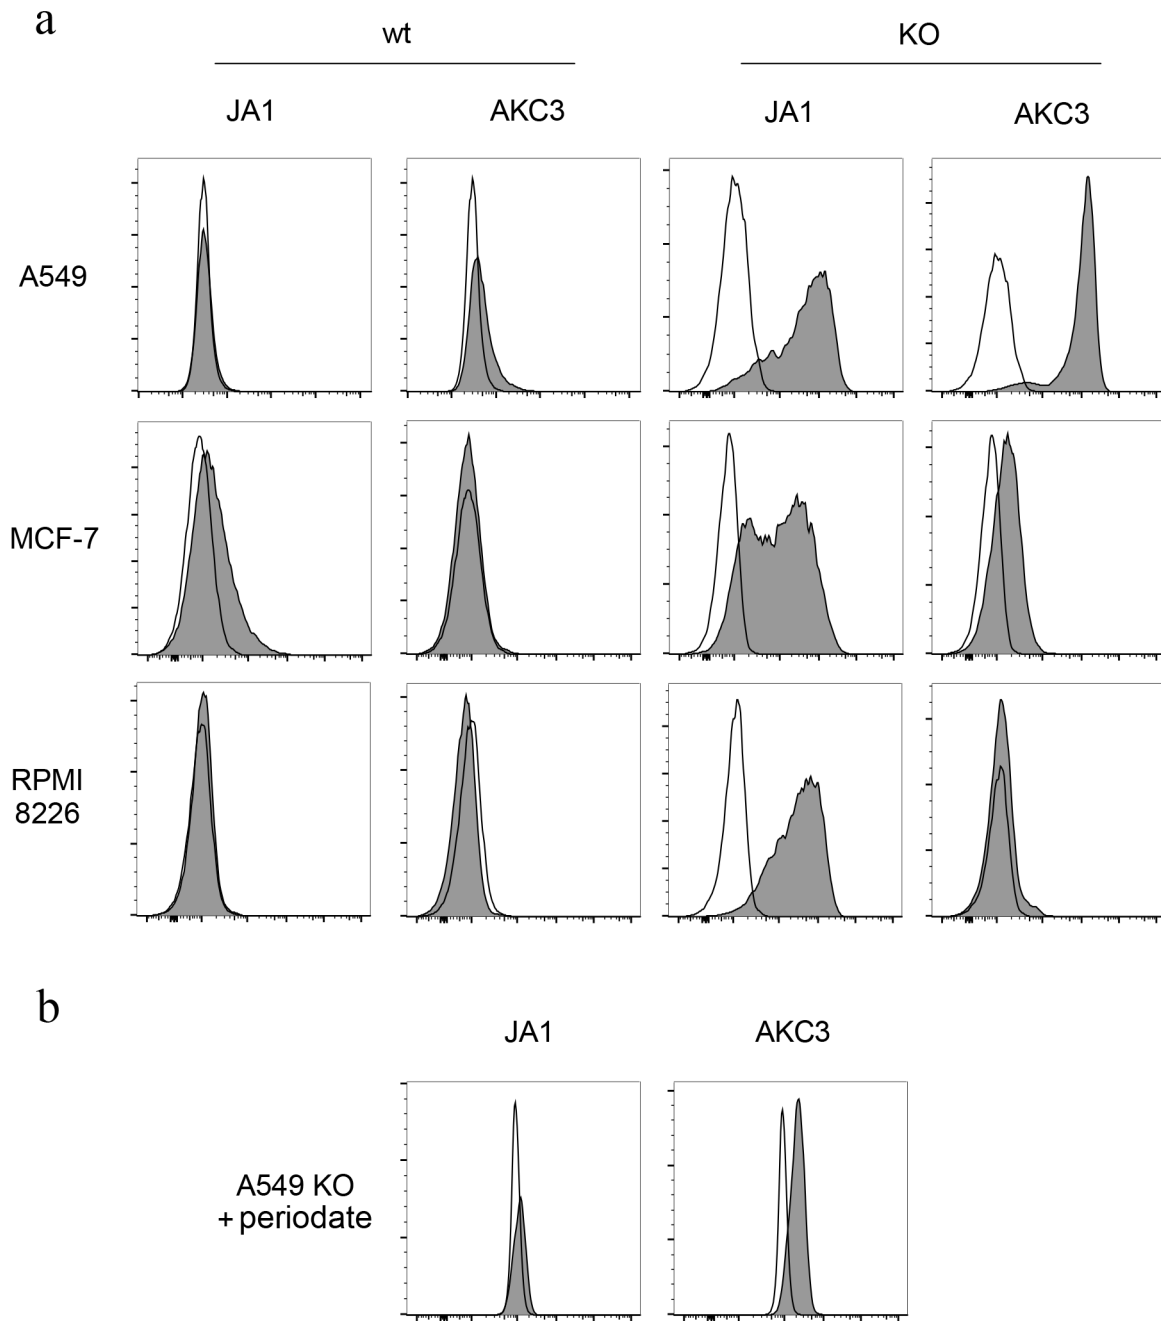 a
wt
KO
JA1
AKC3
JA1
AKC3
A549
MCF-7
RPMI
8226
b
JA1
AKC3
A549 KO
+ periodate